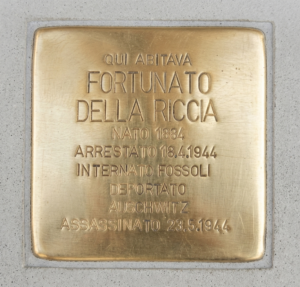 QUI ABITAVA
FORTUNATO
DELLA RICCIA
NATO 1884
ARRESTATO 18.4.1944
INTERNATO FOSSOLI
DEPORTATO
AUSCHWITZ
ASSASSINATO 23.5.1944